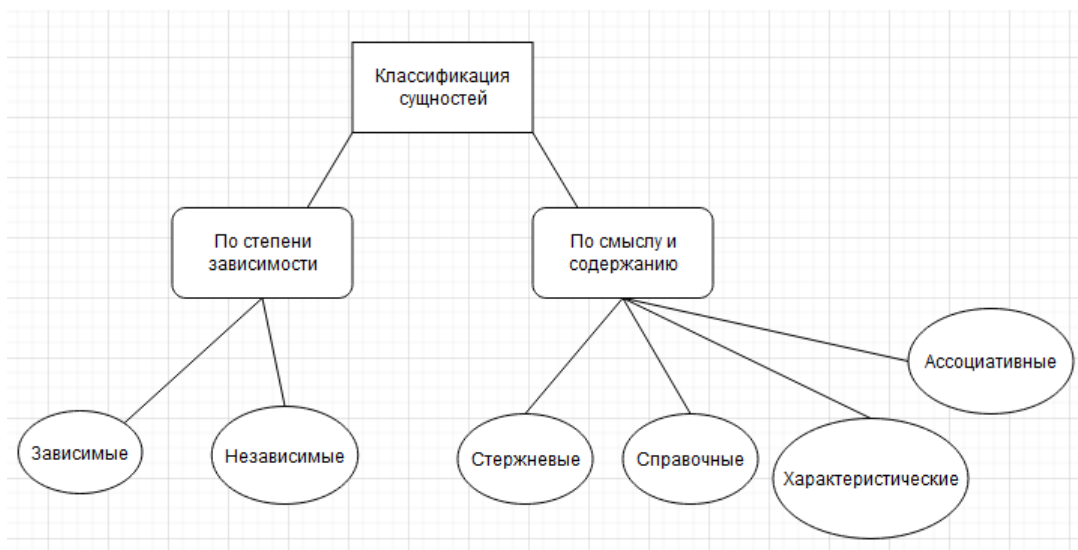 Классификация
сущностей
По степени
зависимости
По смыслу и
содержанию
Ассоциативные
Зависимые
Независимые
Стержневые
Справочные
Характеристические